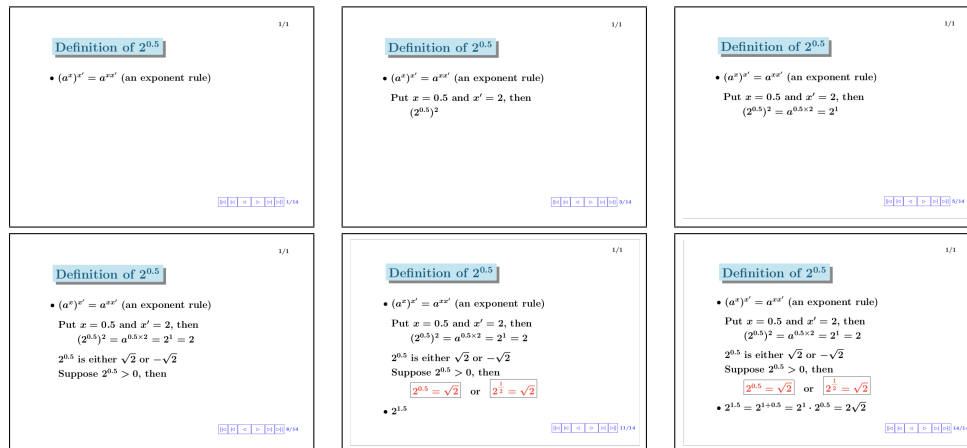 1/1
Definition of 2^{0.5}
• (a^x)^{x′} = a^{xx′} (an exponent rule)
1/14
1/1
Definition of 2^{0.5}
• (a^x)^{x′} = a^{xx′} (an exponent rule)
Put x = 0.5 and x′ = 2, then
(2^{0.5})^2
3/14
1/1
Definition of 2^{0.5}
• (a^x)^{x′} = a^{xx′} (an exponent rule)
Put x = 0.5 and x′ = 2, then
(2^{0.5})^2 = a^{0.5×2} = 2^1
5/14
1/1
Definition of 2^{0.5}
• (a^x)^{x′} = a^{xx′} (an exponent rule)
Put x = 0.5 and x′ = 2, then
(2^{0.5})^2 = a^{0.5×2} = 2^1 = 2
2^{0.5} is either √2 or −√2
Suppose 2^{0.5} > 0, then
8/14
1/1
Definition of 2^{0.5}
• (a^x)^{x′} = a^{xx′} (an exponent rule)
Put x = 0.5 and x′ = 2, then
(2^{0.5})^2 = a^{0.5×2} = 2^1 = 2
2^{0.5} is either √2 or −√2
Suppose 2^{0.5} > 0, then
2^{0.5} = √2 or 2^{1/2} = √2
• 2^{1.5}
11/14
1/1
Definition of 2^{0.5}
• (a^x)^{x′} = a^{xx′} (an exponent rule)
Put x = 0.5 and x′ = 2, then
(2^{0.5})^2 = a^{0.5×2} = 2^1 = 2
2^{0.5} is either √2 or −√2
Suppose 2^{0.5} > 0, then
2^{0.5} = √2 or 2^{1/2} = √2
• 2^{1.5} = 2^{1+0.5} = 2^1 · 2^{0.5} = 2√2
14/14